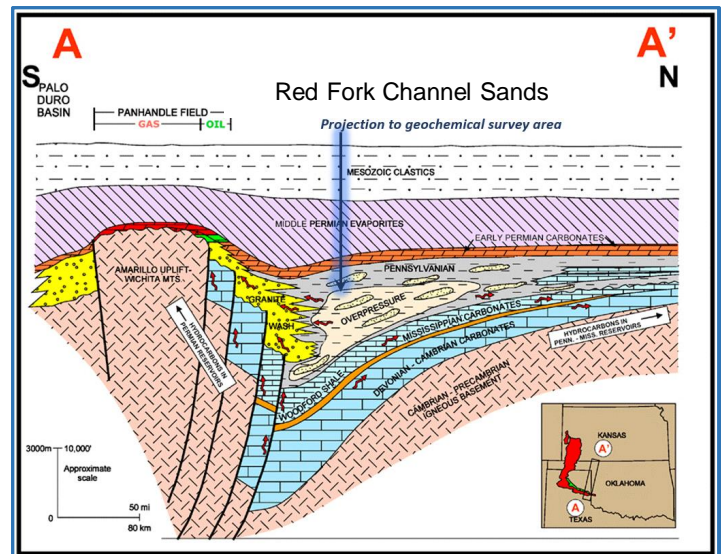 A
A’
S
N
PALO
DURO
BASIN
PANHANDLE FIELD
GAS
OIL
Red Fork Channel Sands
Projection to geochemical survey area
MESOZOIC CLASTICS
MIDDLE PERMIAN EVAPORITES
EARLY PERMIAN CARBONATES
PENNSYLVANIAN
AMARILLO UPLIFT-
WICHITA MTS.
GRANITE
WASH
OVERPRESSURE
MISSISSIPPIAN CARBONATES
WOODFORD SHALE
DEVONIAN - CAMBRIAN CARBONATES
CAMBRIAN - PRECAMBRIAN
IGNEOUS BASEMENT
HYDROCARBONS IN
PERMIAN RESERVOIRS
HYDROCARBONS IN
PENN. - MISS. RESERVOIRS
3000m
10,000'
Approximate
scale
0
50 mi
80 km
KANSAS
A'
OKLAHOMA
A
TEXAS